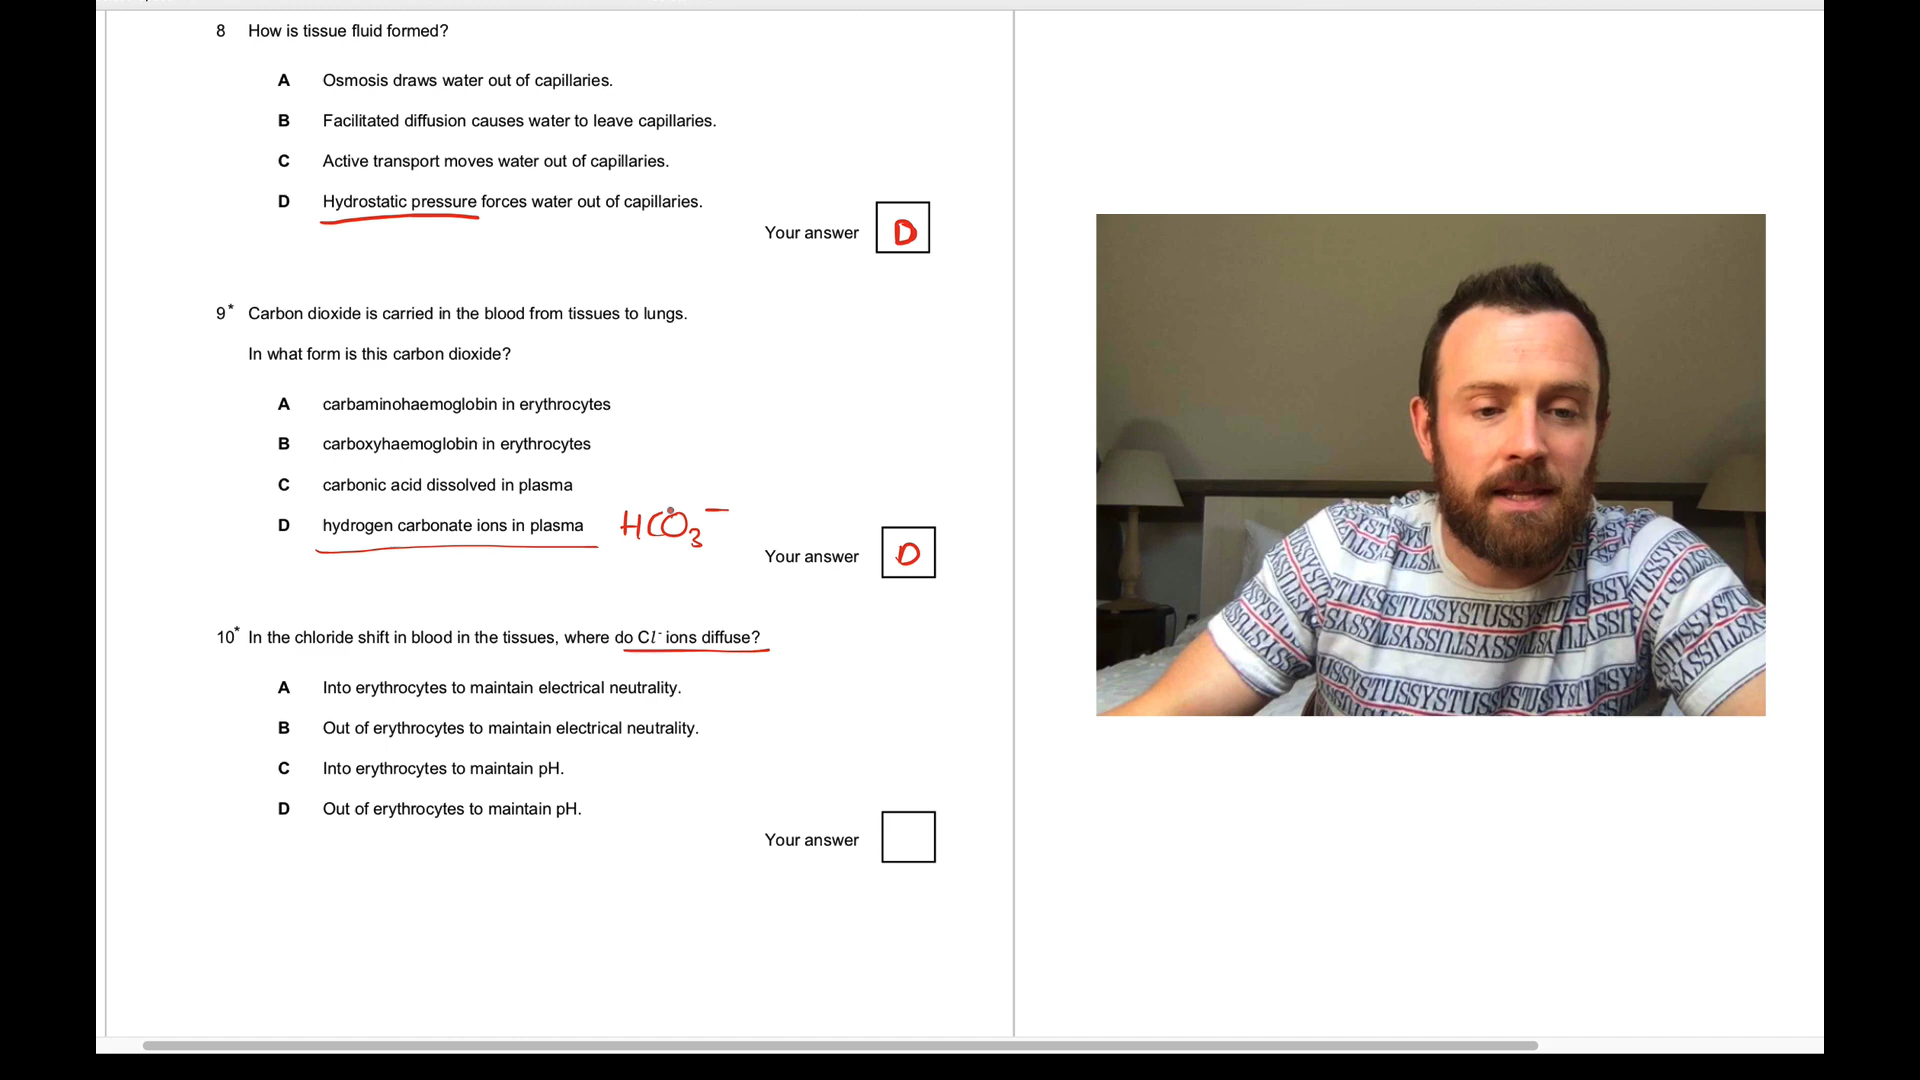 8 How is tissue fluid formed?
A Osmosis draws water out of capillaries.
B Facilitated diffusion causes water to leave capillaries.
C Active transport moves water out of capillaries.
D Hydrostatic pressure forces water out of capillaries.
Your answer D
9* Carbon dioxide is carried in the blood from tissues to lungs.
In what form is this carbon dioxide?
A carbaminohaemoglobin in erythrocytes
B carboxyhaemoglobin in erythrocytes
C carbonic acid dissolved in plasma
D hydrogen carbonate ions in plasma HCO₃⁻
Your answer D
10* In the chloride shift in blood in the tissues, where do Cl⁻ ions diffuse?
A Into erythrocytes to maintain electrical neutrality.
B Out of erythrocytes to maintain electrical neutrality.
C Into erythrocytes to maintain pH.
D Out of erythrocytes to maintain pH.
Your answer